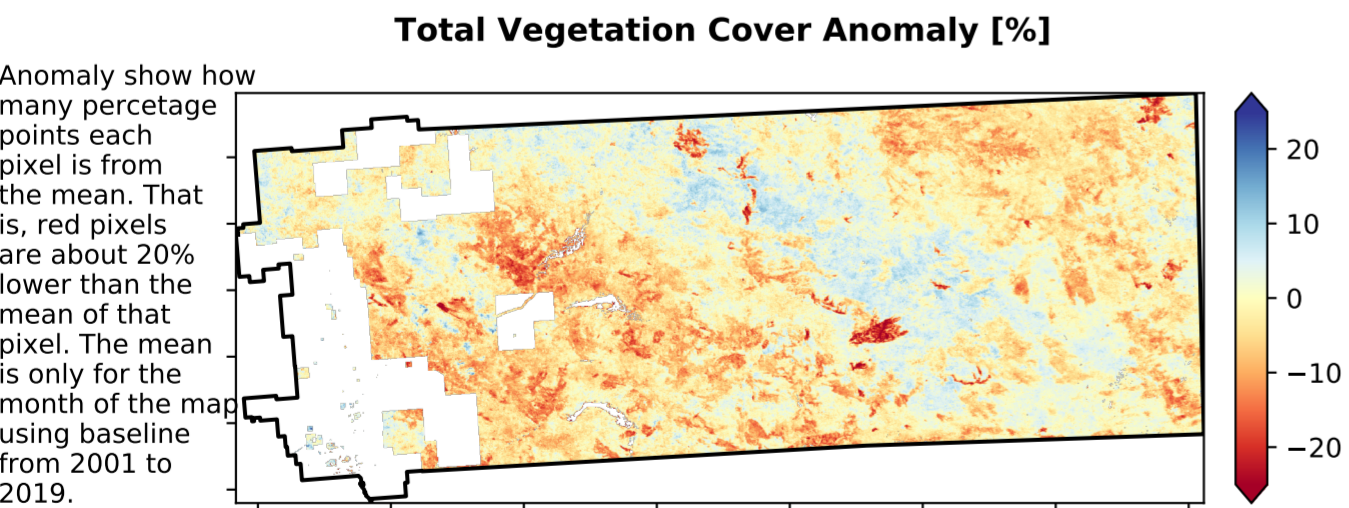 Total Vegetation Cover Anomaly [%]
Anomaly show how
many percetage
points each
pixel is from
the mean. That
is, red pixels
are about 20%
lower than the
mean of that
pixel. The mean
is only for the
month of the map
using baseline
from 2001 to
2019.
20
10
0
−10
−20